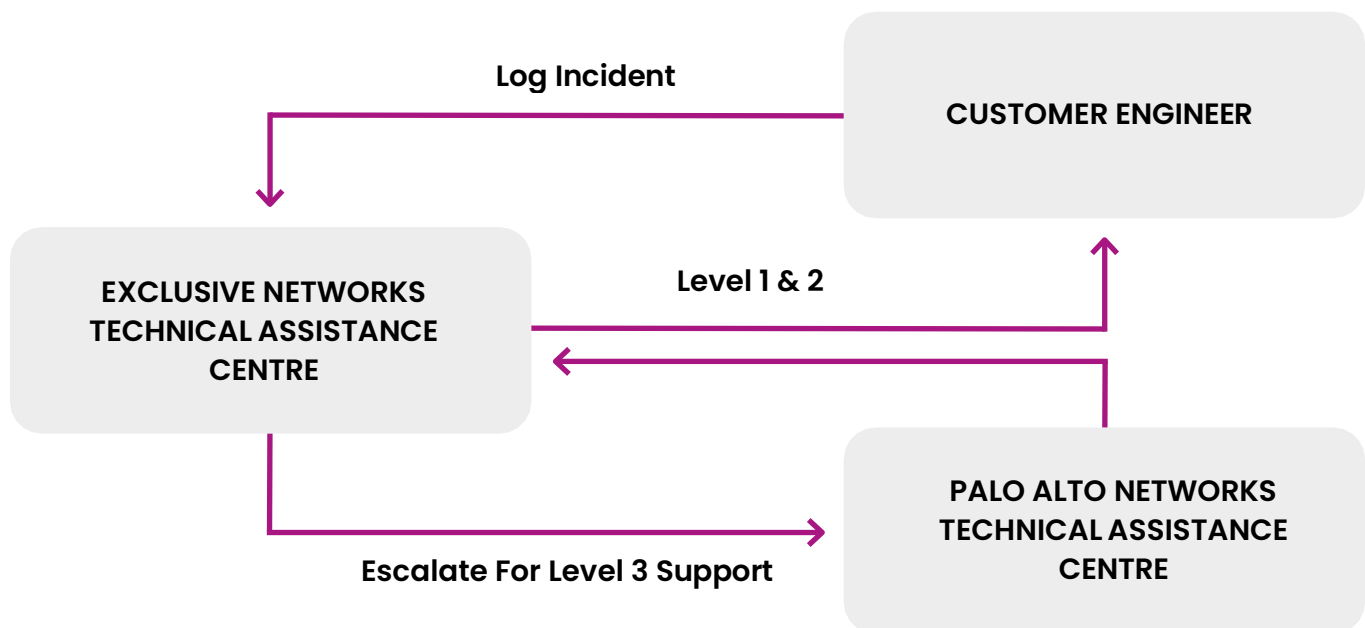 Log Incident
CUSTOMER ENGINEER
EXCLUSIVE NETWORKS
TECHNICAL ASSISTANCE
CENTRE
Level 1 & 2
PALO ALTO NETWORKS
TECHNICAL ASSISTANCE
CENTRE
Escalate For Level 3 Support